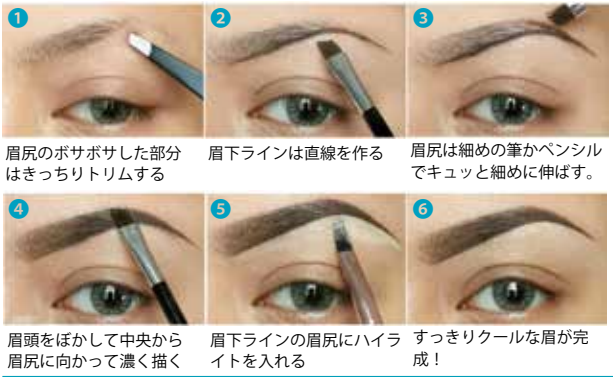 1
眉尻のボサボサした部分
はきっちりトリムする
2
眉下ラインは直線を作る
3
眉尻は細めの筆かペンシル
でキュッと細めに伸ばす。
4
眉頭をぼかして中央から
眉尻に向かって濃く描く
5
眉下ラインの眉尻にハイラ
イトを入れる
6
すっきりクールな眉が完
成！